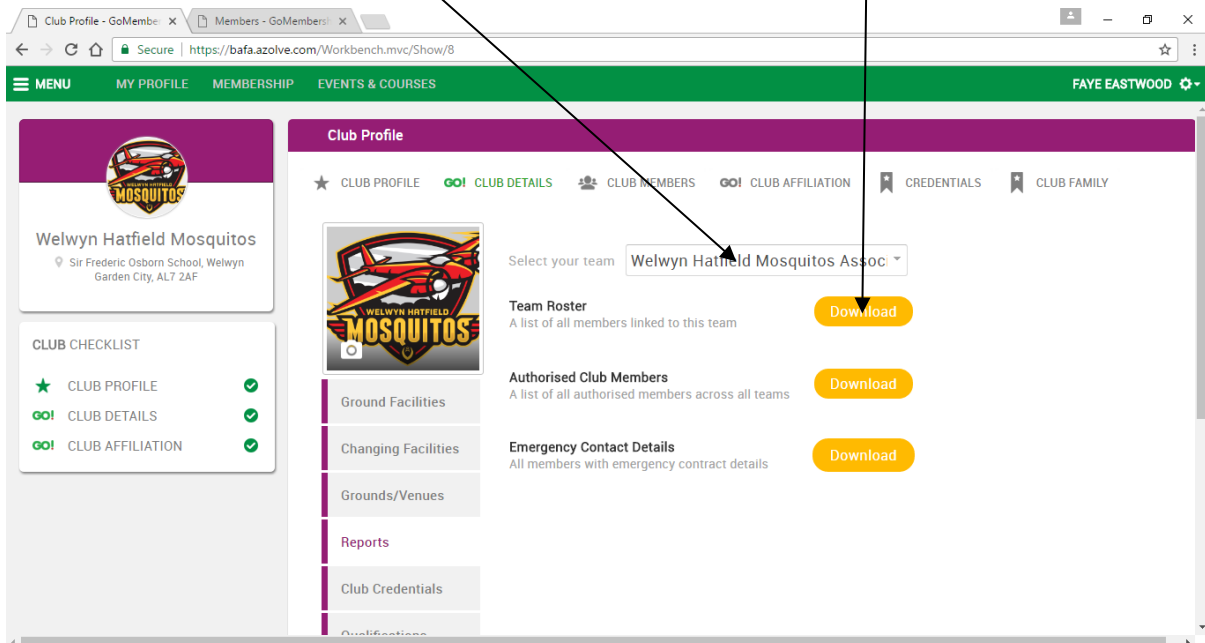 Club Profile - GoMember
Members - GoMembersh
Secure | https://bafa.azolve.com/Workbench.mvc/Show/8
MENU MY PROFILE MEMBERSHIP EVENTS & COURSES FAYE EASTWOOD
Club Profile
CLUB PROFILE GO! CLUB DETAILS CLUB MEMBERS GO! CLUB AFFILIATION CREDENTIALS CLUB FAMILY
WELWYN HATFIELD
MOSQUITOS
Welwyn Hatfield Mosquitos
Sir Frederic Osborn School, Welwyn
Garden City, AL7 2AF
CLUB CHECKLIST
CLUB PROFILE
GO! CLUB DETAILS
GO! CLUB AFFILIATION
WELWYN HATFIELD
MOSQUITOS
Ground Facilities
Changing Facilities
Grounds/Venues
Reports
Club Credentials
Qualifications
Select your team Welwyn Hatfield Mosquitos Assoc
Team Roster
A list of all members linked to this team
Download
Authorised Club Members
A list of all authorised members across all teams
Download
Emergency Contact Details
All members with emergency contract details
Download